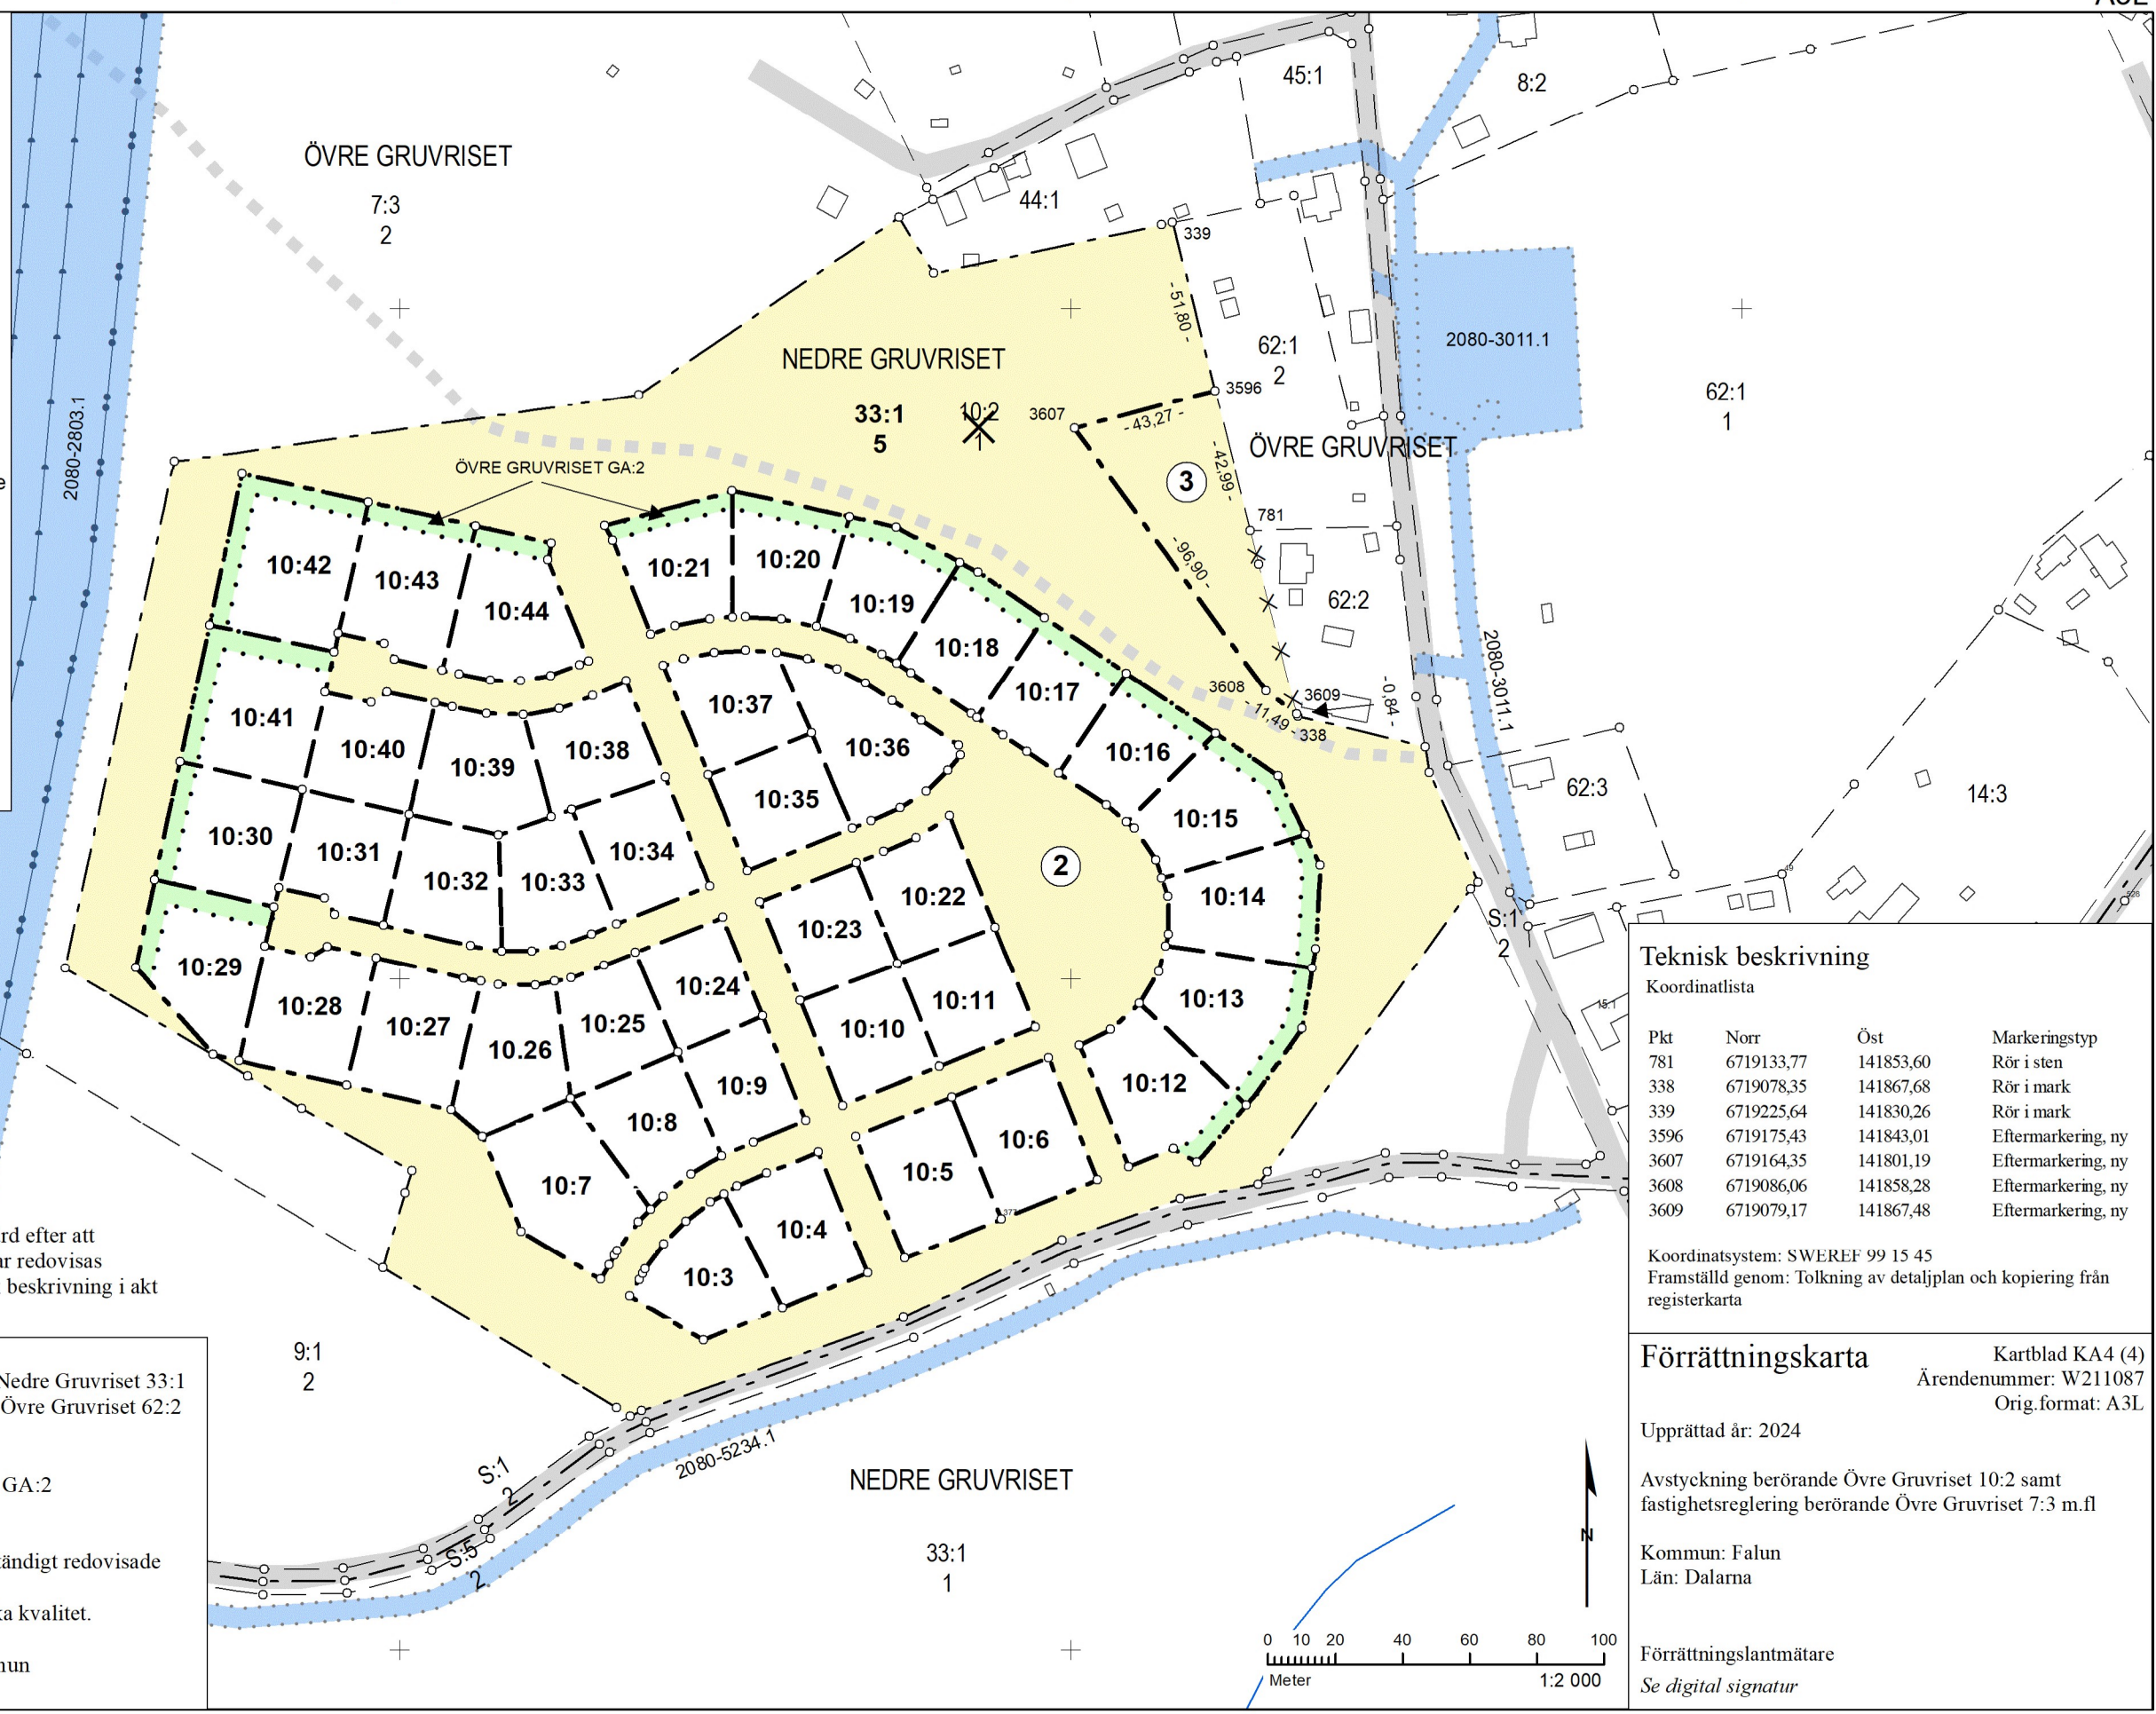 45:1
8:2
ÖVRE GRUVRISET
7:3
2
44:1
339
- 51,80 -
2080-3011.1
62:1
2
62:1
1
NEDRE GRUVRISET
33:1
5
10:2
1
3607
3596
- 43,27 -
2080-2803.1
ÖVRE GRUVRISET
ÖVRE GRUVRISET GA:2
3
- 42,99 -
781
- 96,90 -
62:2
10:42
10:43
10:44
10:21
10:20
10:19
10:18
10:17
10:16
10:15
10:14
10:13
10:12
3608
3609
- 11,49 -
338
- 0,84 -
2080-3011.1
62:3
14:3
10:41
10:40
10:39
10:38
10:37
10:36
10:35
10:30
10:31
10:32
10:33
10:34
2
49
526
S:1
2
15:1
10:22
10:23
10:29
10:28
10:27
10.26
10:25
10:24
10:11
10:10
10:9
10:8
10:7
10:6
10:5
10:4
10:3
377
rd efter att
ar redovisas
beskrivning i akt
9:1
2
Nedre Gruvriset 33:1
Övre Gruvriset 62:2
GA:2
tändigt redovisade
ka kvalitet.
mun
S:1
2
S:5
2
2080-5234.1
NEDRE GRUVRISET
33:1
1
N
0 10 20 40 60 80 100
Meter 1:2 000
Teknisk beskrivning
Koordinatlista
Pkt Norr Öst Markeringstyp
781 6719133,77 141853,60 Rör i sten
338 6719078,35 141867,68 Rör i mark
339 6719225,64 141830,26 Rör i mark
3596 6719175,43 141843,01 Eftermarkering, ny
3607 6719164,35 141801,19 Eftermarkering, ny
3608 6719086,06 141858,28 Eftermarkering, ny
3609 6719079,17 141867,48 Eftermarkering, ny
Koordinatsystem: SWEREF 99 15 45
Framställd genom: Tolkning av detaljplan och kopiering från
registerkarta
Förrättningskarta
Kartblad KA4 (4)
Ärendenummer: W211087
Orig.format: A3L
Upprättad år: 2024
Avstyckning berörande Övre Gruvriset 10:2 samt
fastighetsreglering berörande Övre Gruvriset 7:3 m.fl
Kommun: Falun
Län: Dalarna
Förrättningslantmätare
Se digital signatur